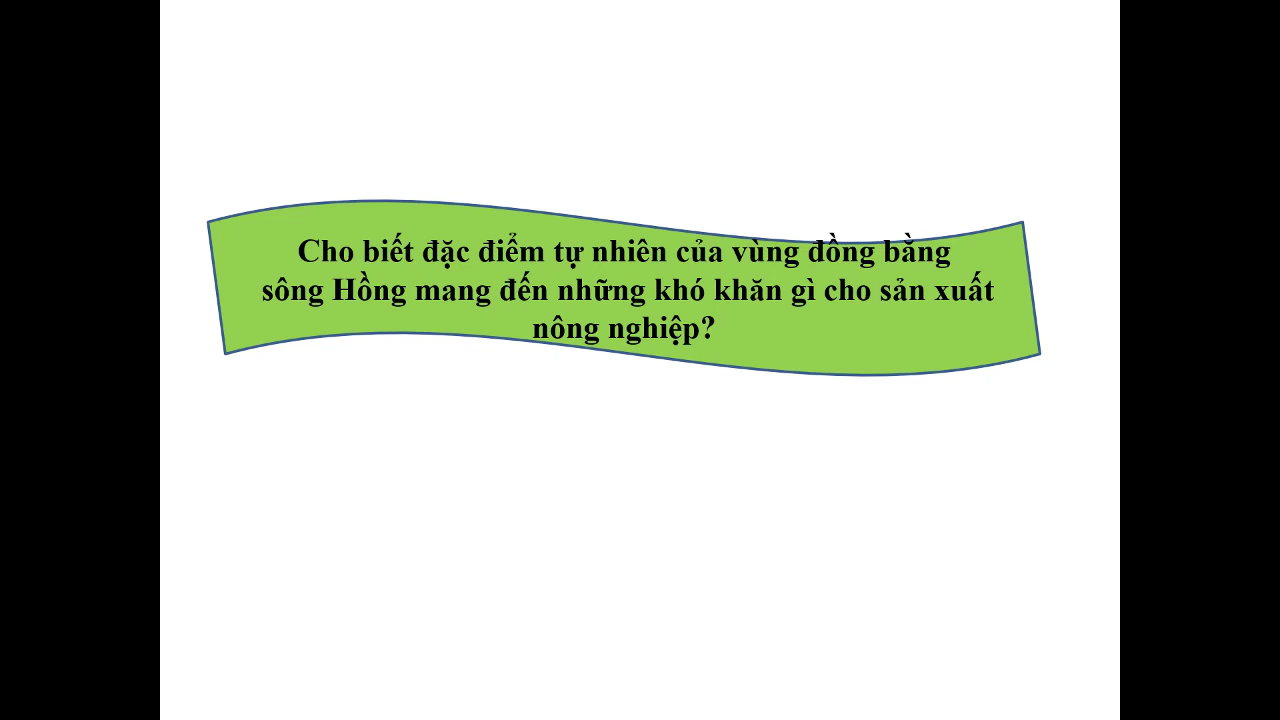 Cho biết đặc điểm tự nhiên của vùng đồng bằng
sông Hồng mang đến những khó khăn gì cho sản xuất
nông nghiệp?